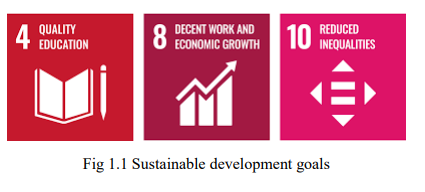 4 QUALITY
EDUCATION
8 DECENT WORK AND
ECONOMIC GROWTH
10 REDUCED
INEQUALITIES
Fig 1.1 Sustainable development goals